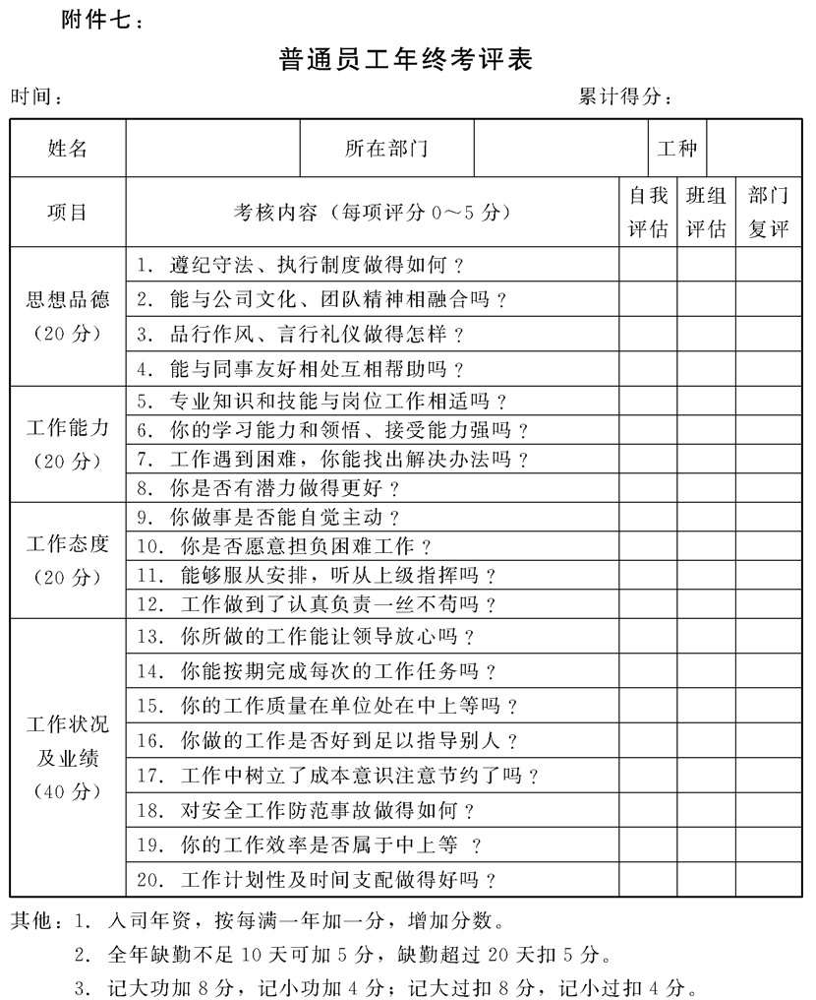 附件七：
普通员工年终考评表
时间： 累计得分：
姓名 所在部门 工种
项目 考核内容（每项评分 0～5 分） 自我评估 班组评估 部门复评
思想品德（20 分）
1. 遵纪守法、执行制度做得如何？
2. 能与公司文化、团队精神相融合吗？
3. 品行作风、言行礼仪做得怎样？
4. 能与同事友好相处互相帮助吗？
工作能力（20 分）
5. 专业知识和技能与岗位工作相适吗？
6. 你的学习能力和领悟、接受能力强吗？
7. 工作遇到困难，你能找出解决办法吗？
8. 你是否有潜力做得更好？
工作态度（20 分）
9. 你做事是否能自觉主动？
10. 你是否愿意担负困难工作？
11. 能够服从安排，听从上级指挥吗？
12. 工作做到了认真负责一丝不苟吗？
工作状况及业绩（40 分）
13. 你所做的工作能让领导放心吗？
14. 你能按期完成每次的工作任务吗？
15. 你的工作质量在单位处在中上等吗？
16. 你做的工作是否好到足以指导别人？
17. 工作中树立了成本意识注意节约了吗？
18. 对安全工作防范事故做得如何？
19. 你的工作效率是否属于中上等 ？
20. 工作计划性及时间支配做得好吗？
其他：1. 入司年资，按每满一年加一分，增加分数。
2. 全年缺勤不足 10 天可加 5 分，缺勤超过 20 天扣 5 分。
3. 记大功加 8 分，记小功加 4 分；记大过扣 8 分，记小过扣 4 分。